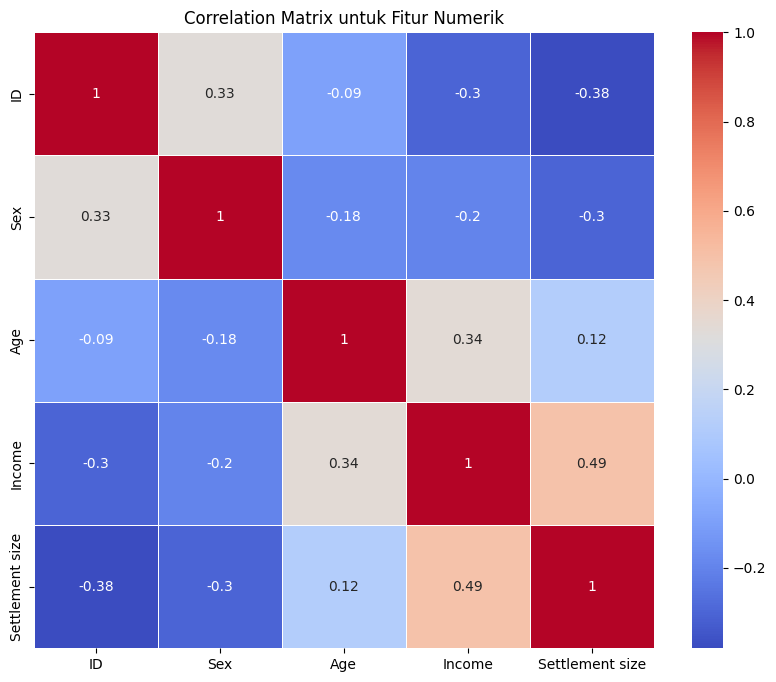 Correlation Matrix untuk Fitur Numerik
ID 1 0.33 -0.09 -0.3 -0.38
Sex 0.33 1 -0.18 -0.2 -0.3
Age -0.09 -0.18 1 0.34 0.12
Income -0.3 -0.2 0.34 1 0.49
Settlement size -0.38 -0.3 0.12 0.49 1
ID Sex Age Income Settlement size
1.0
0.8
0.6
0.4
0.2
0.0
−0.2